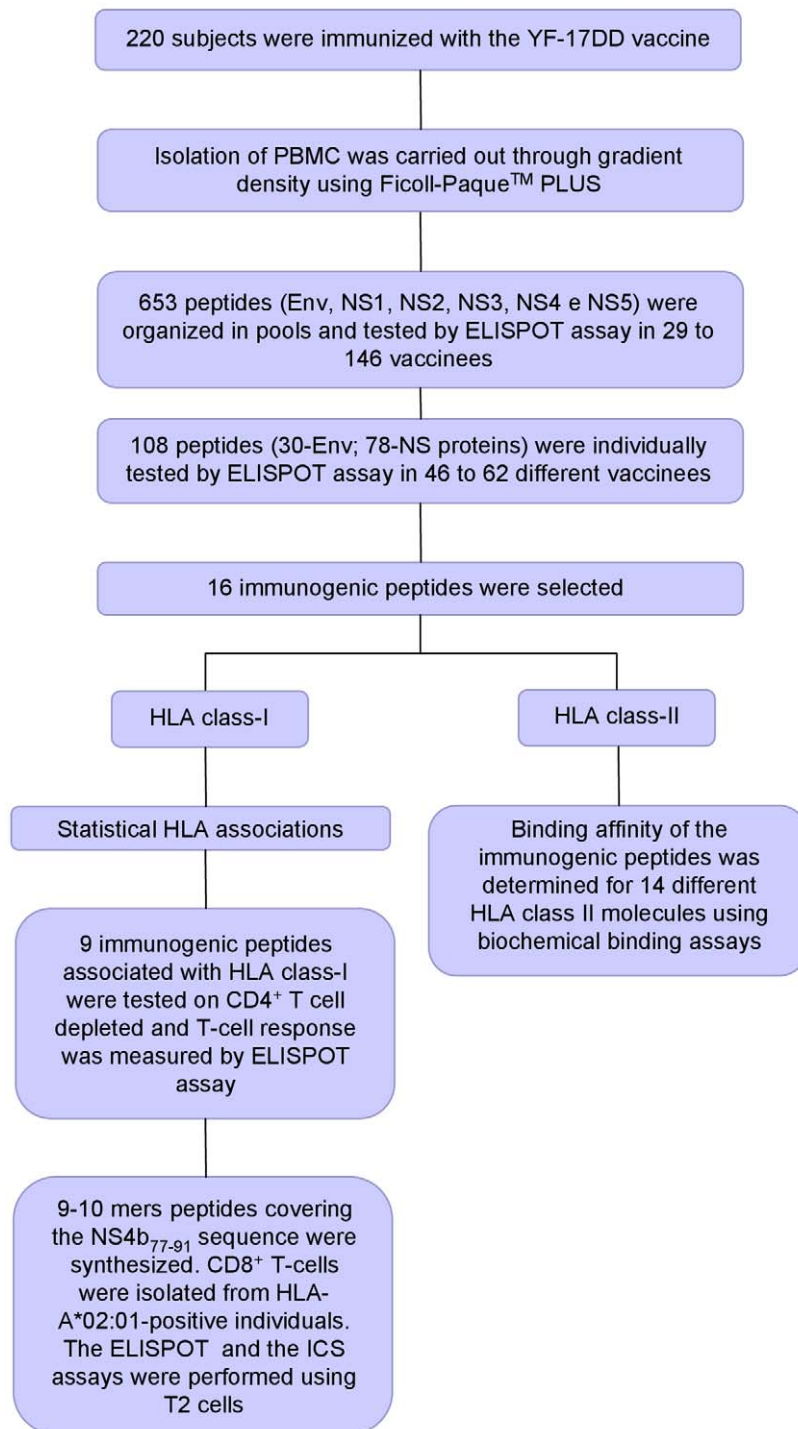 220 subjects were immunized with the YF-17DD vaccine
Isolation of PBMC was carried out through gradient
density using Ficoll-Paque™ PLUS
653 peptides (Env, NS1, NS2, NS3, NS4 e NS5) were
organized in pools and tested by ELISPOT assay in 29 to
146 vaccinees
108 peptides (30-Env; 78-NS proteins) were individually
tested by ELISPOT assay in 46 to 62 different vaccinees
16 immunogenic peptides were selected
HLA class-I
HLA class-II
Statistical HLA associations
Binding affinity of the
immunogenic peptides was
determined for 14 different
HLA class II molecules using
biochemical binding assays
9 immunogenic peptides
associated with HLA class-I
were tested on CD4⁺ T cell
depleted and T-cell response
was measured by ELISPOT
assay
9-10 mers peptides covering
the NS4b₇₇₋₉₁ sequence were
synthesized. CD8⁺ T-cells
were isolated from HLA-
A*02:01-positive individuals.
The ELISPOT and the ICS
assays were performed using
T2 cells